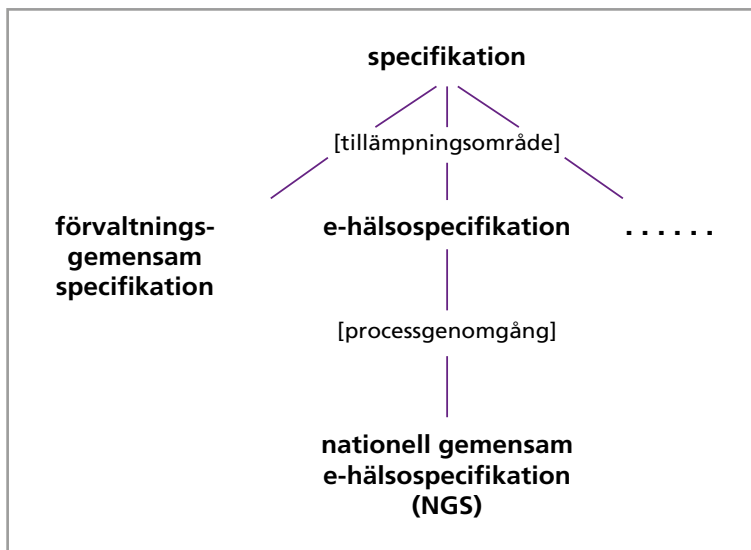 specifikation
[tillämpningsområde]
förvaltnings-
gemensam
specifikation
e-hälsospecifikation
. . . . . .
[processgenomgång]
nationell gemensam
e-hälsospecifikation
(NGS)